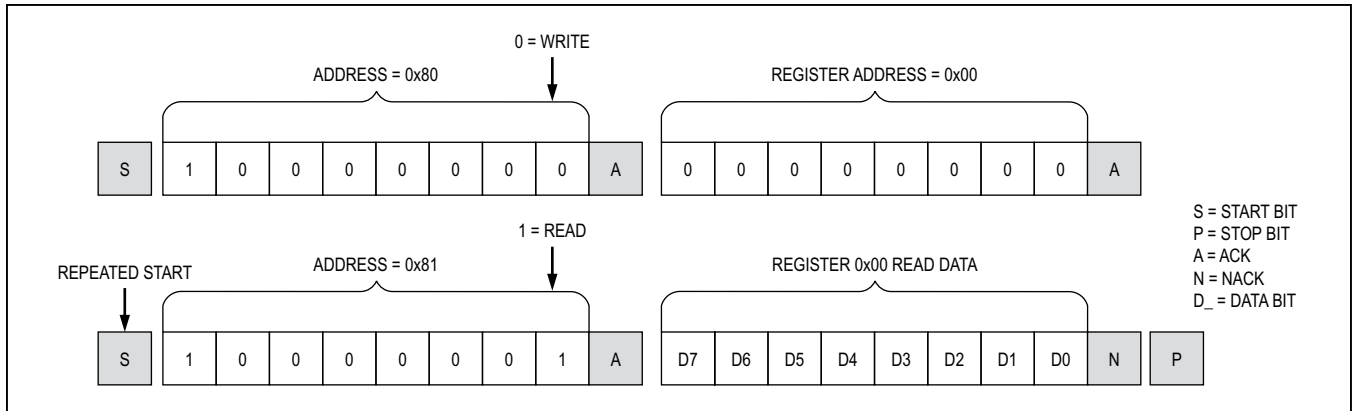 0 = WRITE
ADDRESS = 0x80 REGISTER ADDRESS = 0x00
S 1 0 0 0 0 0 0 0 A 0 0 0 0 0 0 0 0 A
1 = READ
REPEATED START ADDRESS = 0x81 REGISTER 0x00 READ DATA
S 1 0 0 0 0 0 0 1 A D7 D6 D5 D4 D3 D2 D1 D0 N P
S = START BIT
P = STOP BIT
A = ACK
N = NACK
D_ = DATA BIT